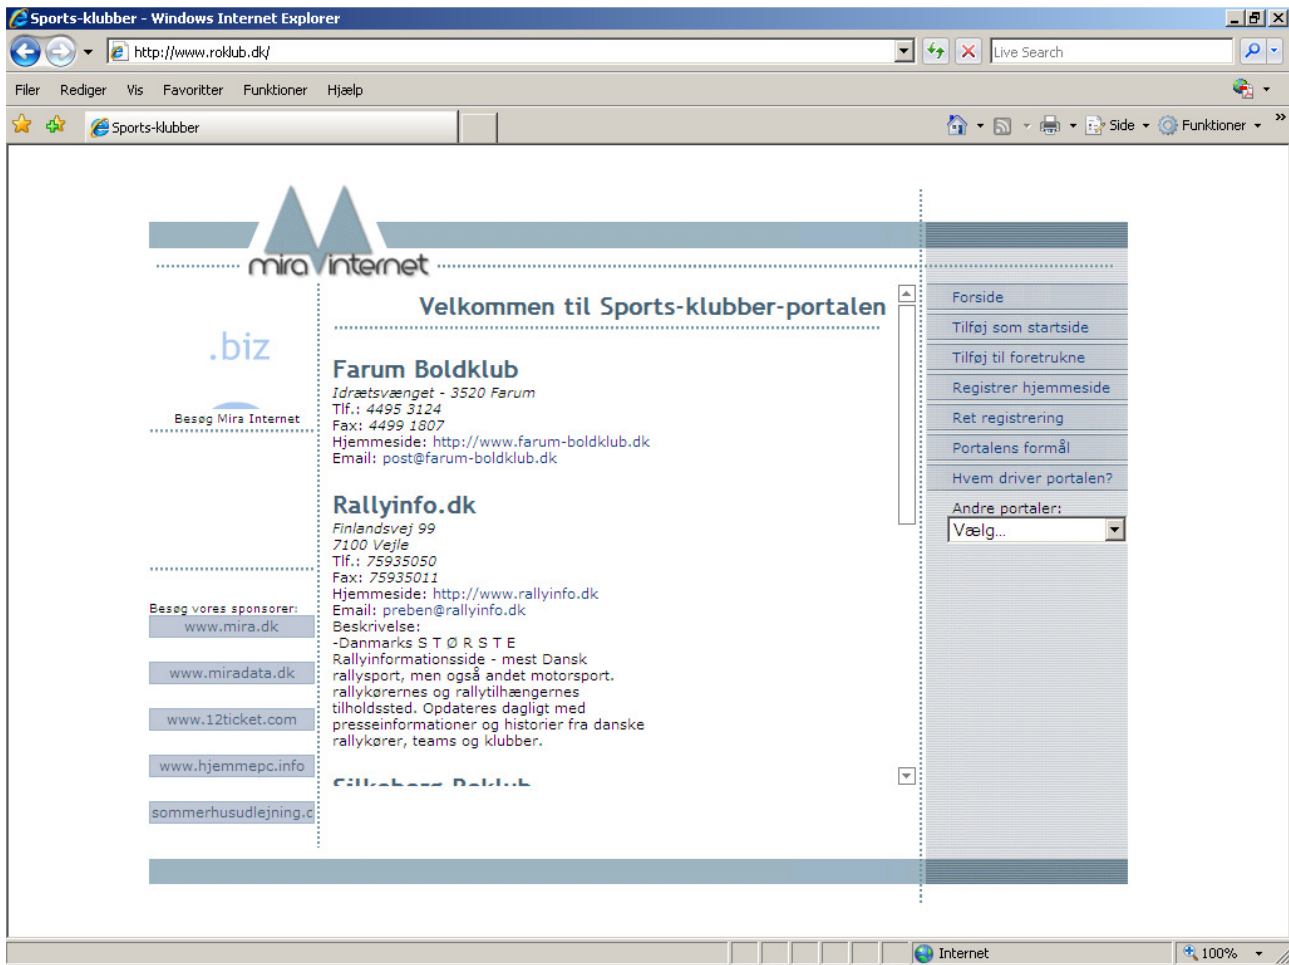 Sports-klubber - Windows Internet Explorer
http://www.roklub.dk/
Live Search
Filer Rediger Vis Favoritter Funktioner Hjælp
Sports-klubber
Side Funktioner
mira internet
Velkommen til Sports-klubber-portalen
.biz
Besøg Mira Internet
Besøg vores sponsorer:
www.mira.dk
www.miradata.dk
www.12ticket.com
www.hjemmepc.info
sommerhusudlejning.c
Farum Boldklub
Idrætsvænget - 3520 Farum
Tlf.: 4495 3124
Fax: 4499 1807
Hjemmeside: http://www.farum-boldklub.dk
Email: post@farum-boldklub.dk
Rallyinfo.dk
Finlandsvej 99
7100 Vejle
Tlf.: 75935050
Fax: 75935011
Hjemmeside: http://www.rallyinfo.dk
Email: preben@rallyinfo.dk
Beskrivelse:
-Danmarks S T Ø R S T E
Rallyinformationsside - mest Dansk
rallysport, men også andet motorsport.
rallykørernes og rallytilhængernes
tilholdssted. Opdateres dagligt med
presseinformationer og historier fra danske
rallykører, teams og klubber.
Silkeborg Roklub
Forside
Tilføj som startside
Tilføj til foretrukne
Registrer hjemmeside
Ret registrering
Portalens formål
Hvem driver portalen?
Andre portaler:
Vælg...
Internet
100%